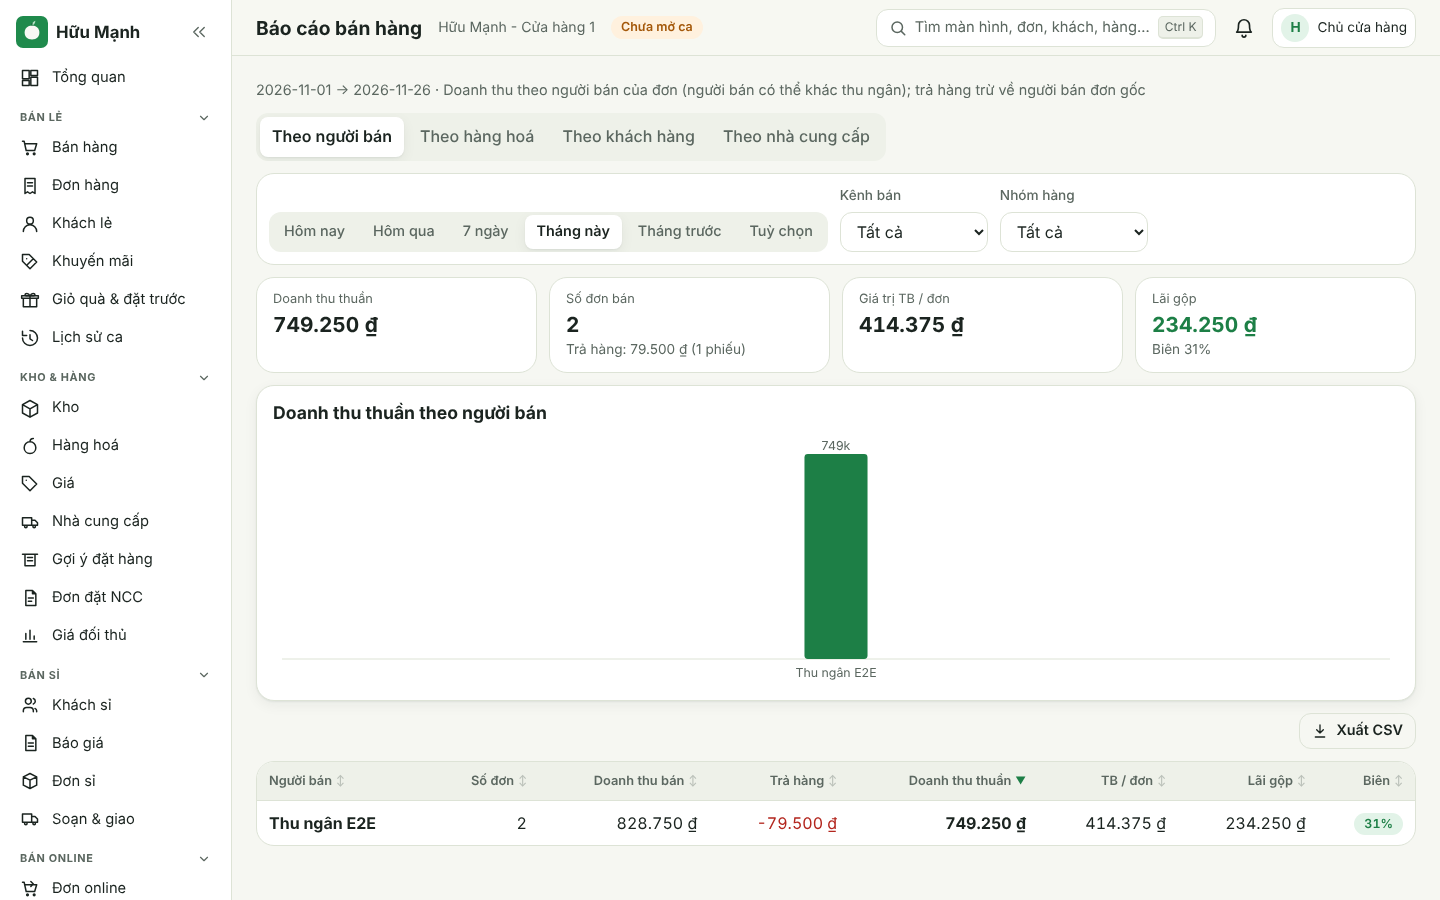 Hữu Mạnh
Tổng quan
BÁN LẺ
Bán hàng
Đơn hàng
Khách lẻ
Khuyến mãi
Giỏ quà & đặt trước
Lịch sử ca
KHO & HÀNG
Kho
Hàng hoá
Giá
Nhà cung cấp
Gợi ý đặt hàng
Đơn đặt NCC
Giá đối thủ
BÁN SỈ
Khách sỉ
Báo giá
Đơn sỉ
Soạn & giao
BÁN ONLINE
Đơn online
Báo cáo bán hàng Hữu Mạnh - Cửa hàng 1 Chưa mở ca Tìm màn hình, đơn, khách, hàng... Ctrl K H Chủ cửa hàng
2026-11-01 → 2026-11-26 · Doanh thu theo người bán của đơn (người bán có thể khác thu ngân); trả hàng trừ về người bán đơn gốc
Theo người bán Theo hàng hoá Theo khách hàng Theo nhà cung cấp
Kênh bán Nhóm hàng
Hôm nay Hôm qua 7 ngày Tháng này Tháng trước Tuỳ chọn Tất cả Tất cả
Doanh thu thuần Số đơn bán Giá trị TB / đơn Lãi gộp
749.250 ₫ 2 414.375 ₫ 234.250 ₫
Trả hàng: 79.500 ₫ (1 phiếu) Biên 31%
Doanh thu thuần theo người bán
749k
Thu ngân E2E
Xuất CSV
Người bán Số đơn Doanh thu bán Trả hàng Doanh thu thuần TB / đơn Lãi gộp Biên
Thu ngân E2E 2 828.750 ₫ -79.500 ₫ 749.250 ₫ 414.375 ₫ 234.250 ₫ 31%